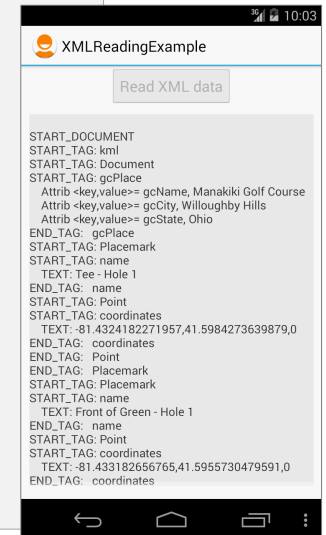 3G 10:03
XMLReadingExample
Read XML data
START_DOCUMENT
START_TAG: kml
START_TAG: Document
START_TAG: gcPlace
Attrib <key,value>= gcName, Manakiki Golf Course
Attrib <key,value>= gcCity, Willoughby Hills
Attrib <key,value>= gcState, Ohio
END_TAG: gcPlace
START_TAG: Placemark
START_TAG: name
TEXT: Tee - Hole 1
END_TAG: name
START_TAG: Point
START_TAG: coordinates
TEXT: -81.4324182271957,41.5984273639879,0
END_TAG: coordinates
END_TAG: Point
END_TAG: Placemark
START_TAG: Placemark
START_TAG: name
TEXT: Front of Green - Hole 1
END_TAG: name
START_TAG: Point
START_TAG: coordinates
TEXT: -81.433182656765,41.5955730479591,0
END_TAG: coordinates